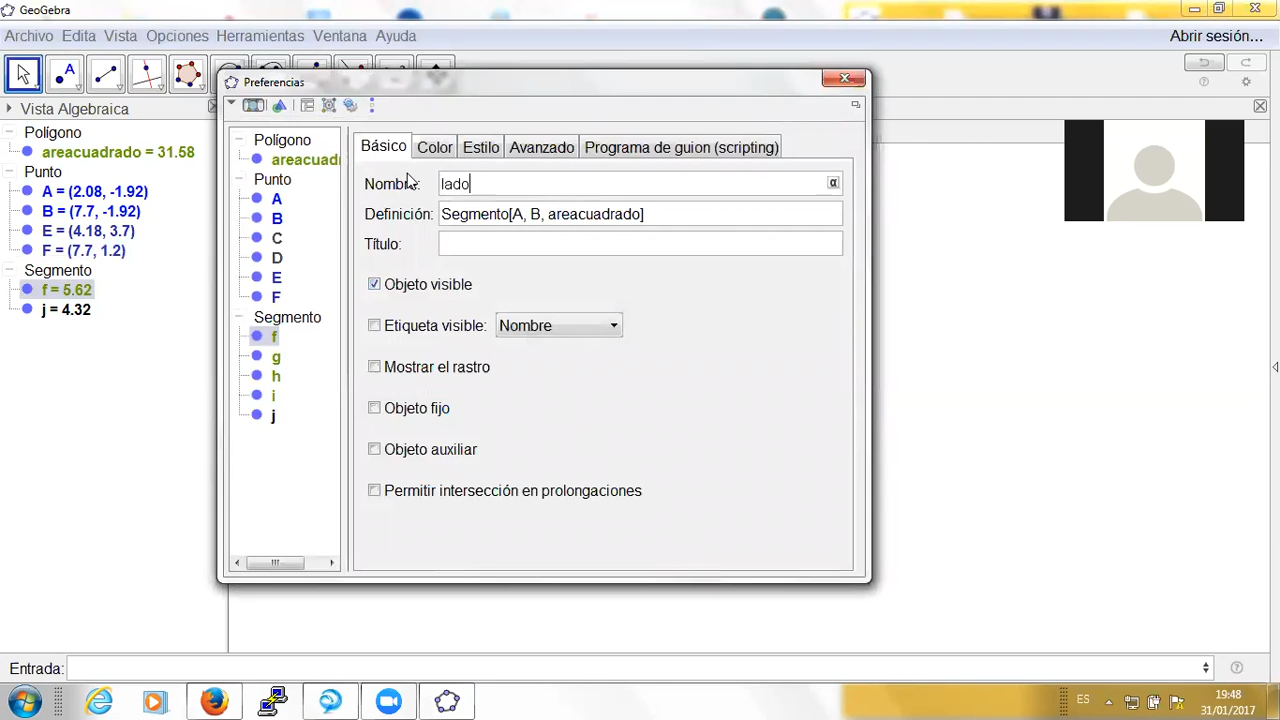 GeoGebra
Archivo Edita Vista Opciones Herramientas Ventana Ayuda
Abrir sesión...
Preferencias
Vista Algebraica
Polígono
areacuadrado = 31.58
Punto
A = (2.08, -1.92)
B = (7.7, -1.92)
E = (4.18, 3.7)
F = (7.7, 1.2)
Segmento
f = 5.62
j = 4.32
Polígono
areacuadr
Punto
A
B
C
D
E
F
Segmento
f
g
h
i
j
Básico Color Estilo Avanzado Programa de guion (scripting)
Nombre: lado α
Definición: Segmento[A, B, areacuadrado]
Título:
Objeto visible
Etiqueta visible: Nombre
Mostrar el rastro
Objeto fijo
Objeto auxiliar
Permitir intersección en prolongaciones
Entrada:
ES
19:48
31/01/2017